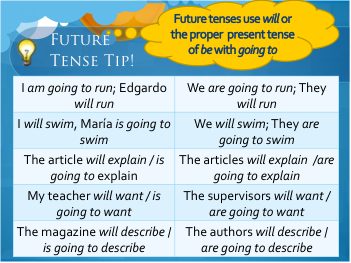 Future tenses use will or
the proper present tense
of be with going to
FUTURE
TENSE TIP!
I am going to run; Edgardo
will run
We are going to run; They
will run
I will swim, María is going to
swim
We will swim; They are
going to swim
The article will explain / is
going to explain
The articles will explain /are
going to explain
My teacher will want / is
going to want
The supervisors will want /
are going to want
The magazine will describe /
is going to describe
The authors will describe /
are going to describe